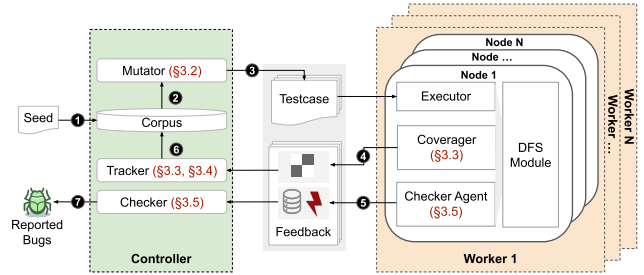 Seed
1
Mutator (§3.2)
2
Corpus
6
Tracker (§3.3, §3.4)
Checker (§3.5)
7
Reported
Bugs
Controller
3
Testcase
4
5
Feedback
Node N
Node ...
Node 1
Executor
Coverager
(§3.3)
Checker Agent
(§3.5)
DFS
Module
Worker 1
Worker ...
Worker N